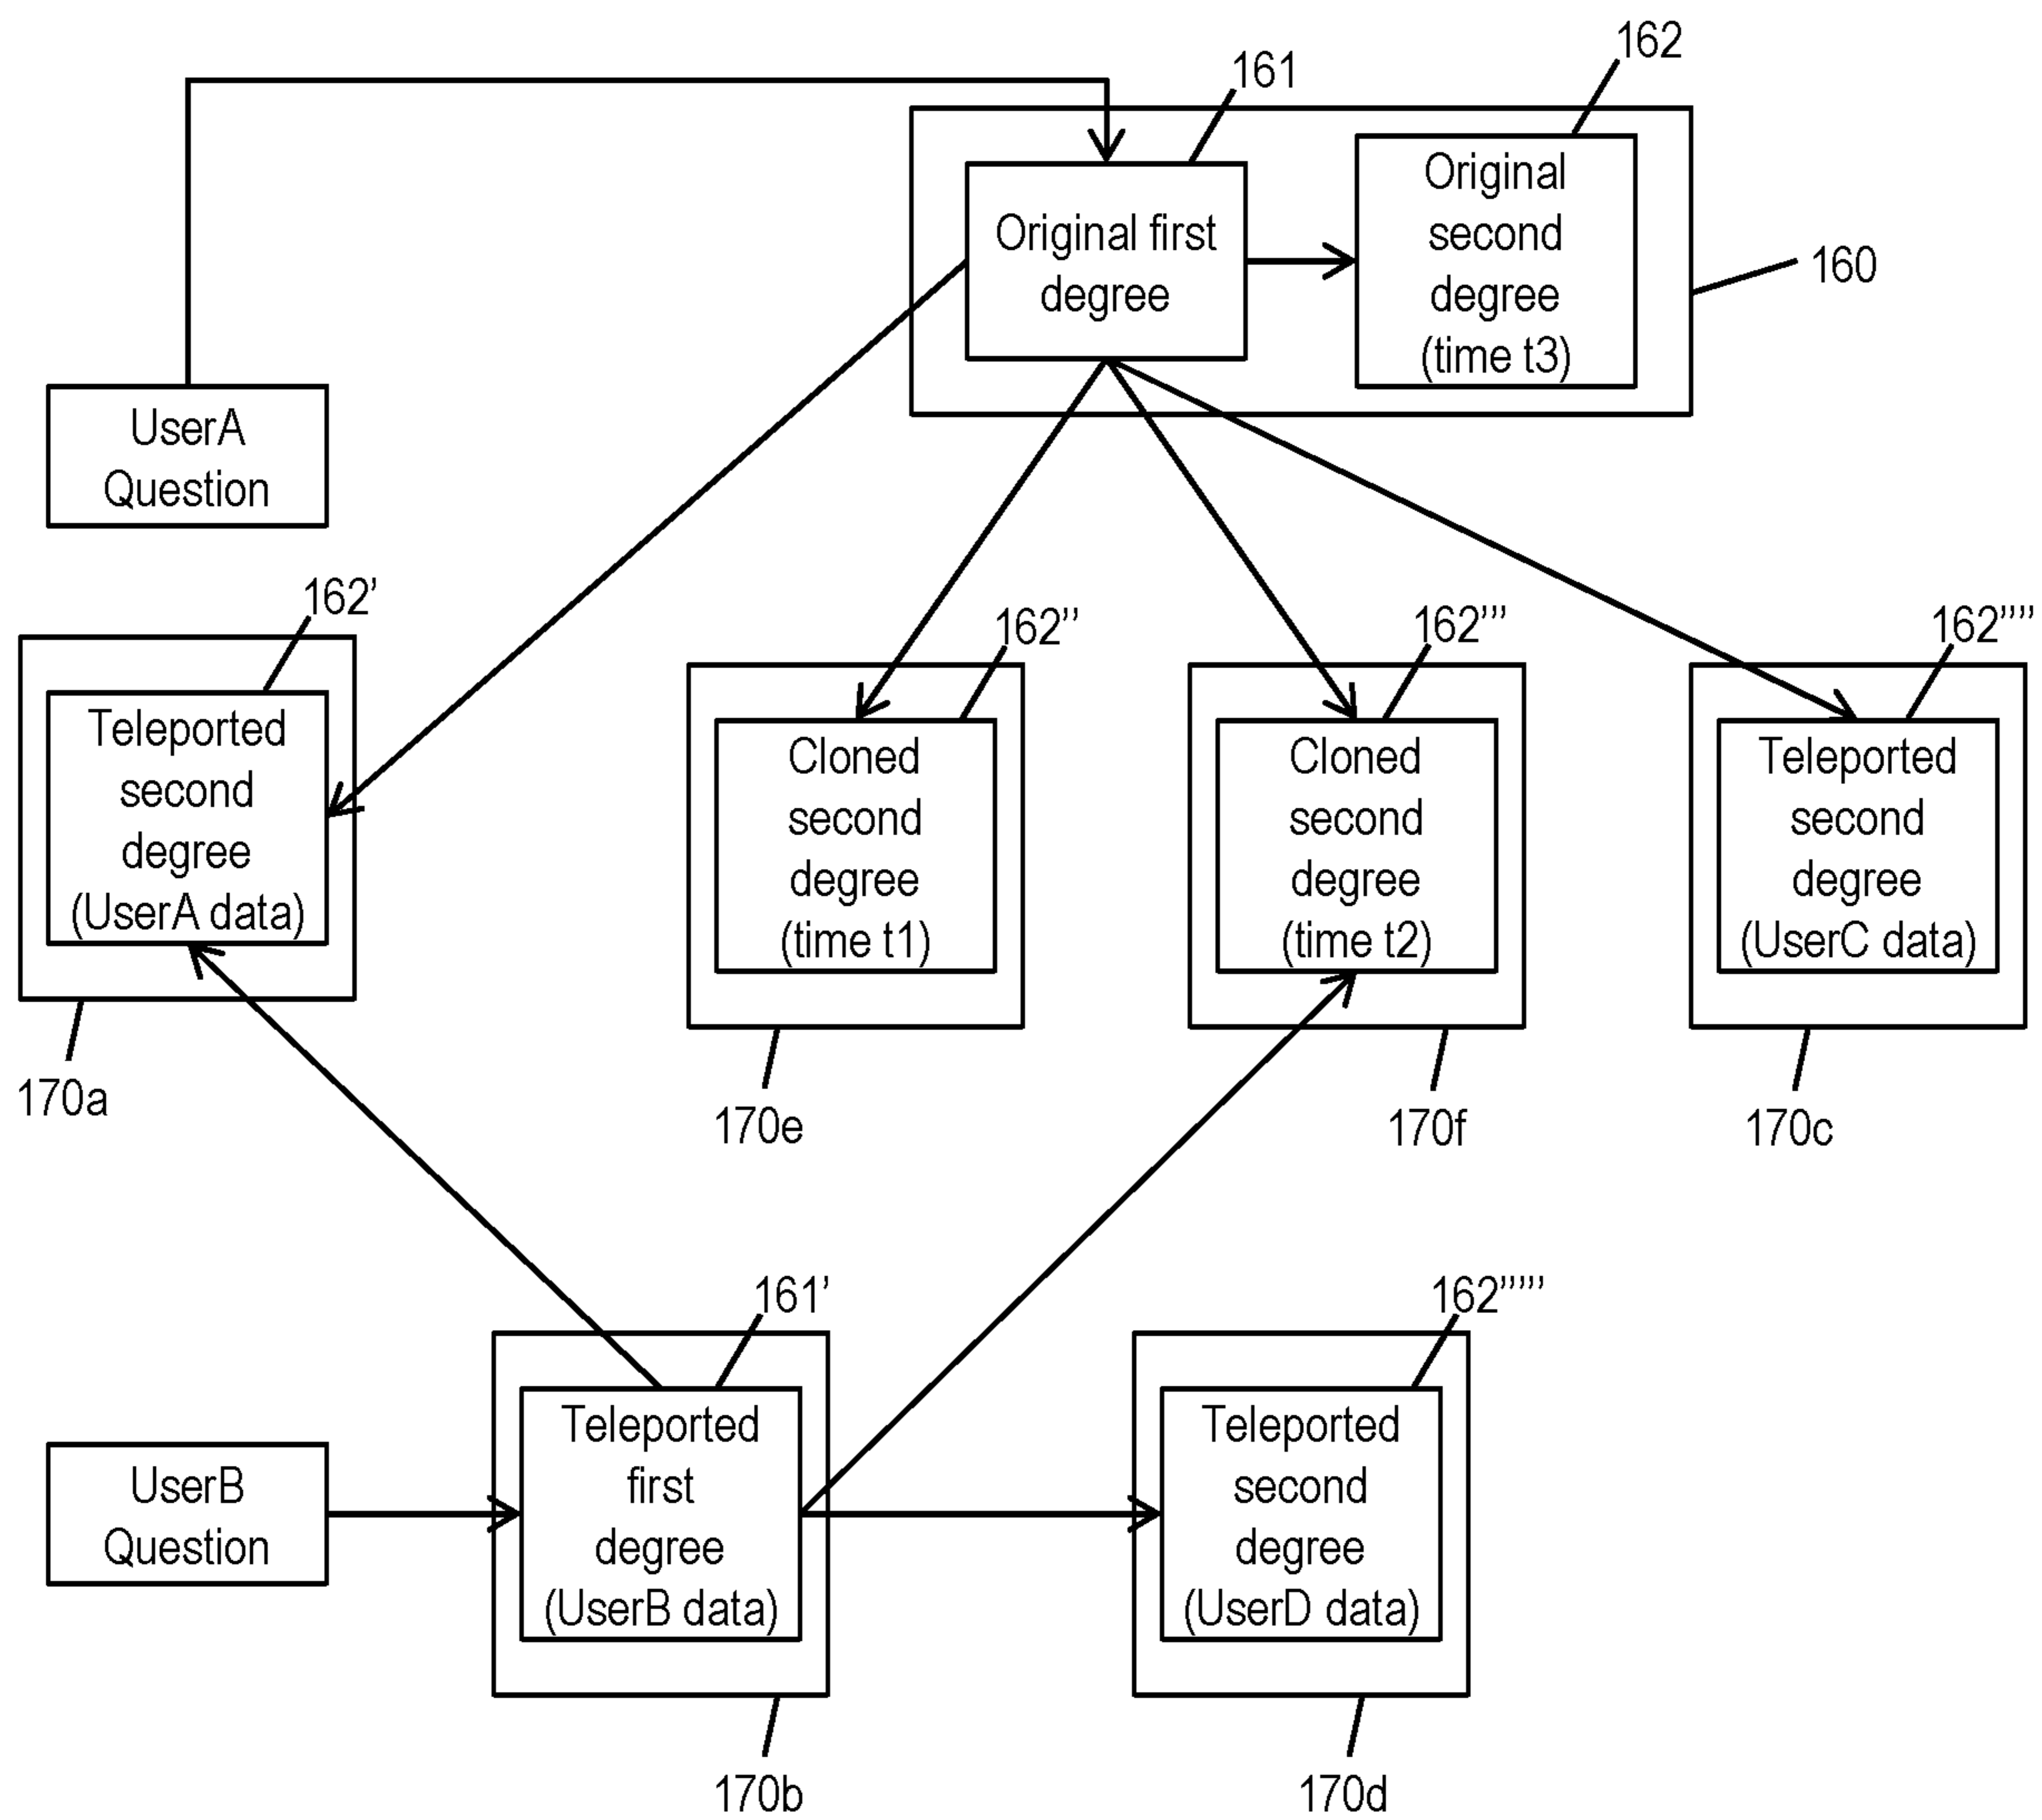 162
161
Original first
degree
Original
second
degree
(time t3)
160
UserA
Question
162’
162’’
162’’’
162’’’’
Teleported
second
degree
(UserA data)
Cloned
second
degree
(time t1)
Cloned
second
degree
(time t2)
Teleported
second
degree
(UserC data)
170a
170e
170f
170c
161’
162’’’’’
UserB
Question
Teleported
first
degree
(UserB data)
Teleported
second
degree
(UserD data)
170b
170d